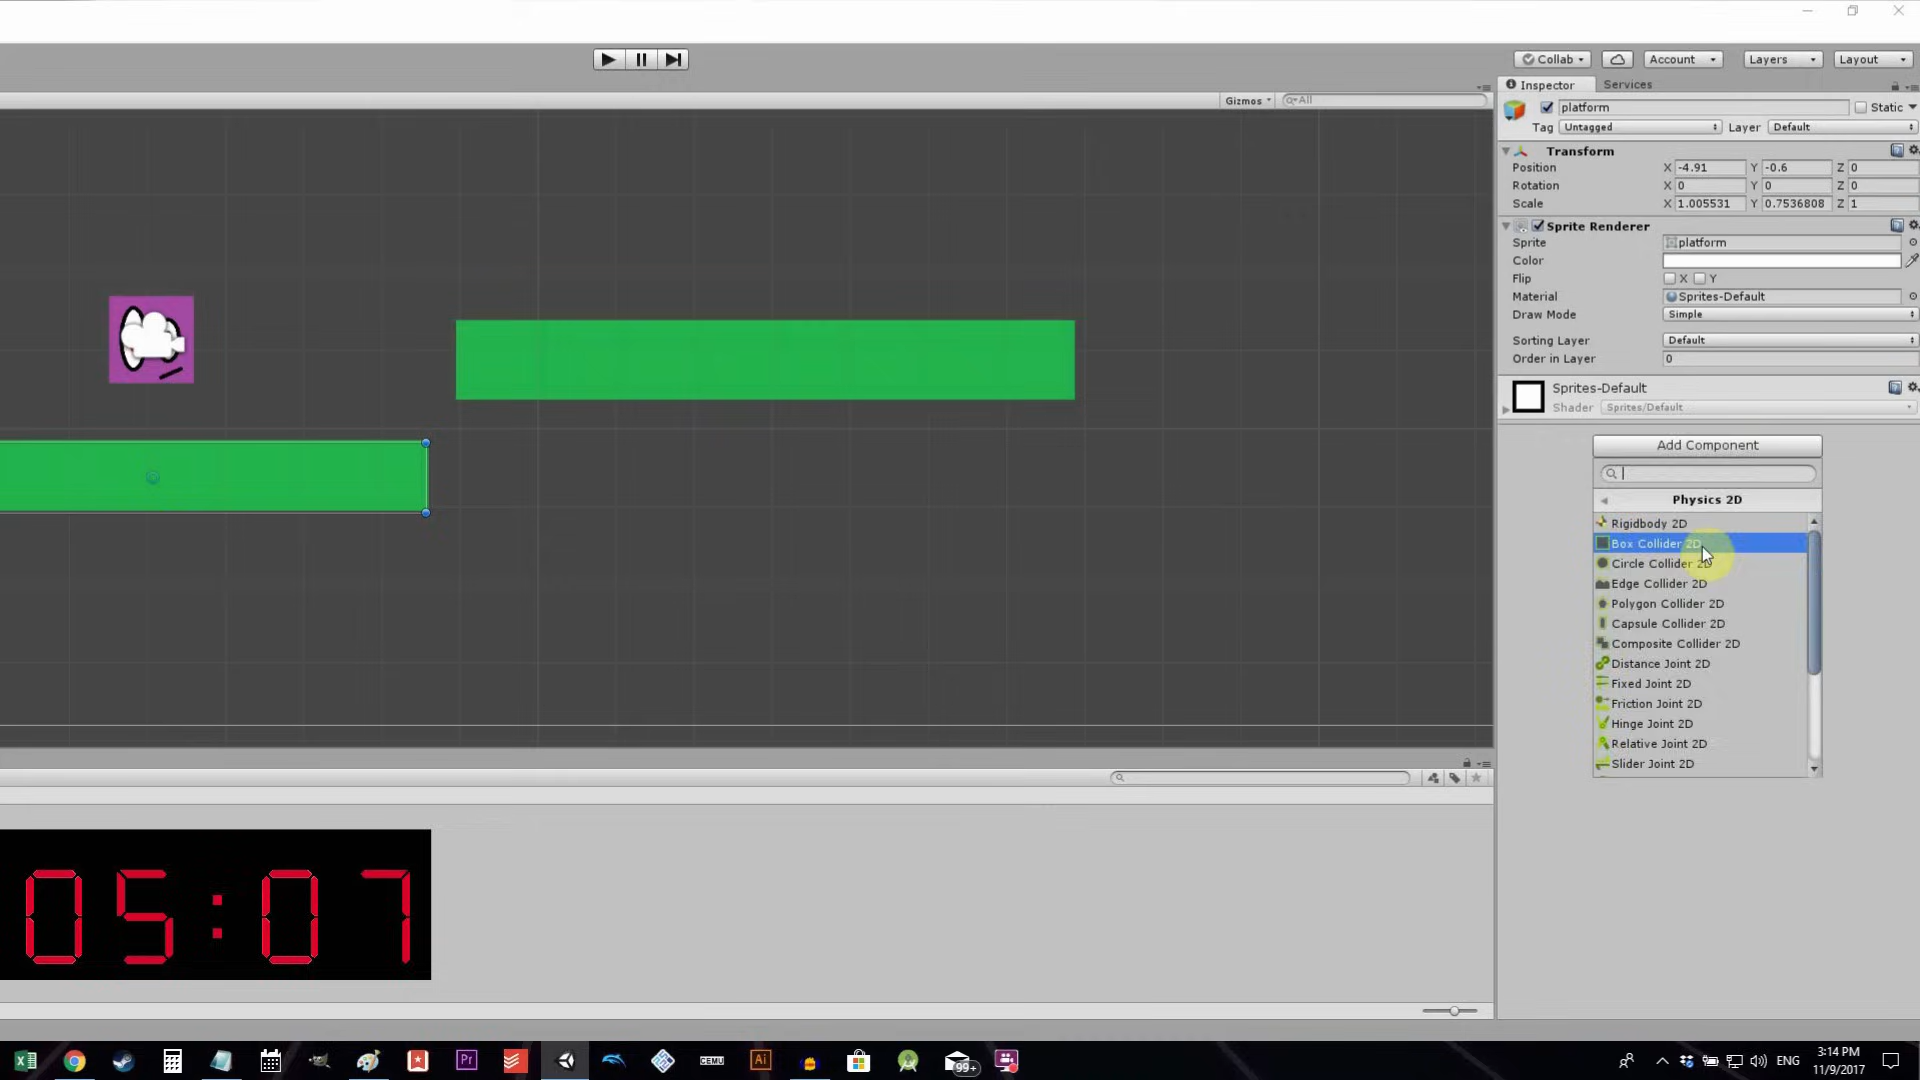 Collab
Account
Layers
Layout
Inspector
Services
Gizmos
All
platform
Static
Tag Untagged Layer Default
Transform
Position X -4.91 Y -0.6 Z 0
Rotation X 0 Y 0 Z 0
Scale X 1.005531 Y 0.7536808 Z 1
Sprite Renderer
Sprite platform
Color
Flip X Y
Material Sprites-Default
Draw Mode Simple
Sorting Layer Default
Order in Layer 0
Sprites-Default
Shader Sprites/Default
Add Component
Physics 2D
Rigidbody 2D
Box Collider 2D
Circle Collider 2D
Edge Collider 2D
Polygon Collider 2D
Capsule Collider 2D
Composite Collider 2D
Distance Joint 2D
Fixed Joint 2D
Friction Joint 2D
Hinge Joint 2D
Relative Joint 2D
Slider Joint 2D
05:07
Pr
CEMU
Ai
99+
ENG
3:14 PM
11/9/2017